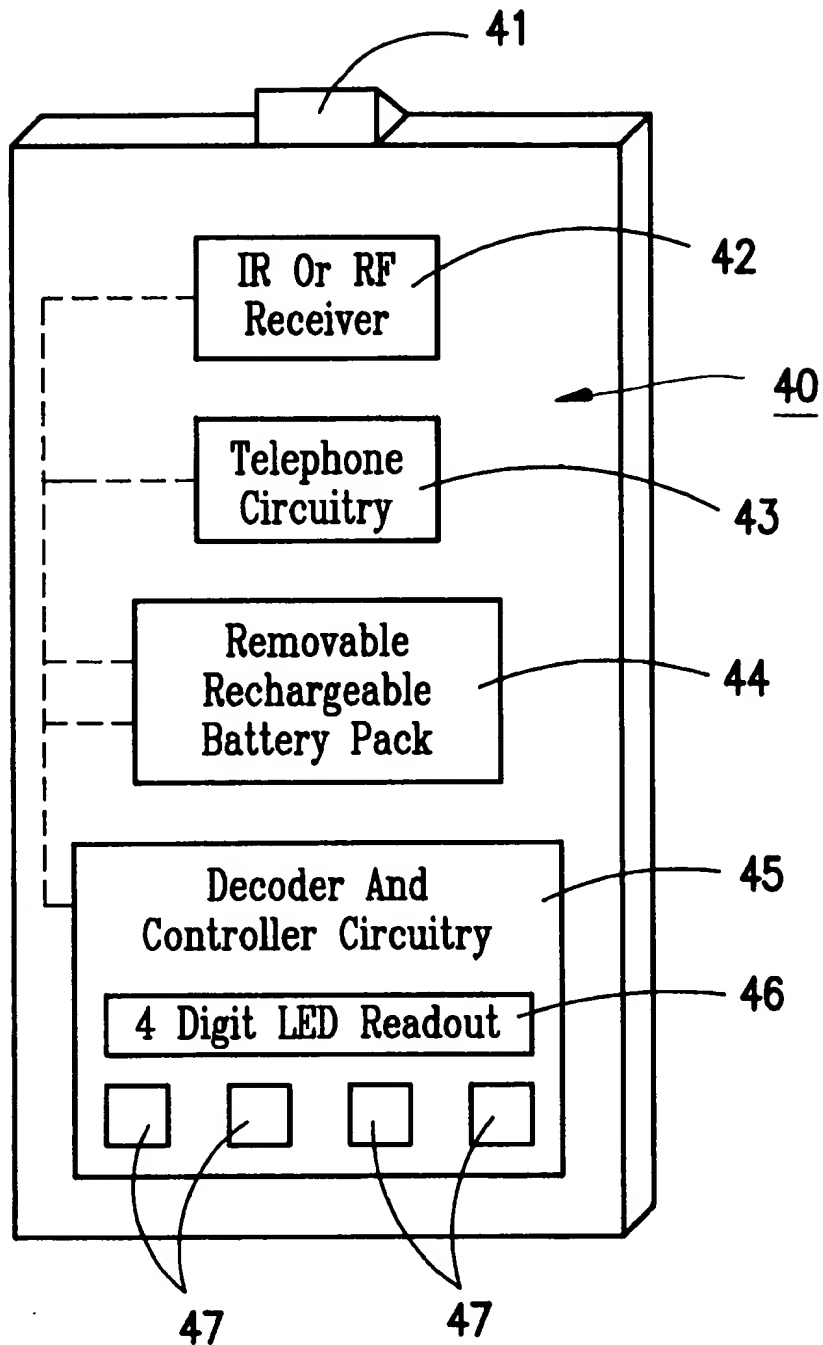 41
IR Or RF
Receiver
42
40
Telephone
Circuitry
43
Removable
Rechargeable
Battery Pack
44
Decoder And
Controller Circuitry
45
4 Digit LED Readout
46
47
47